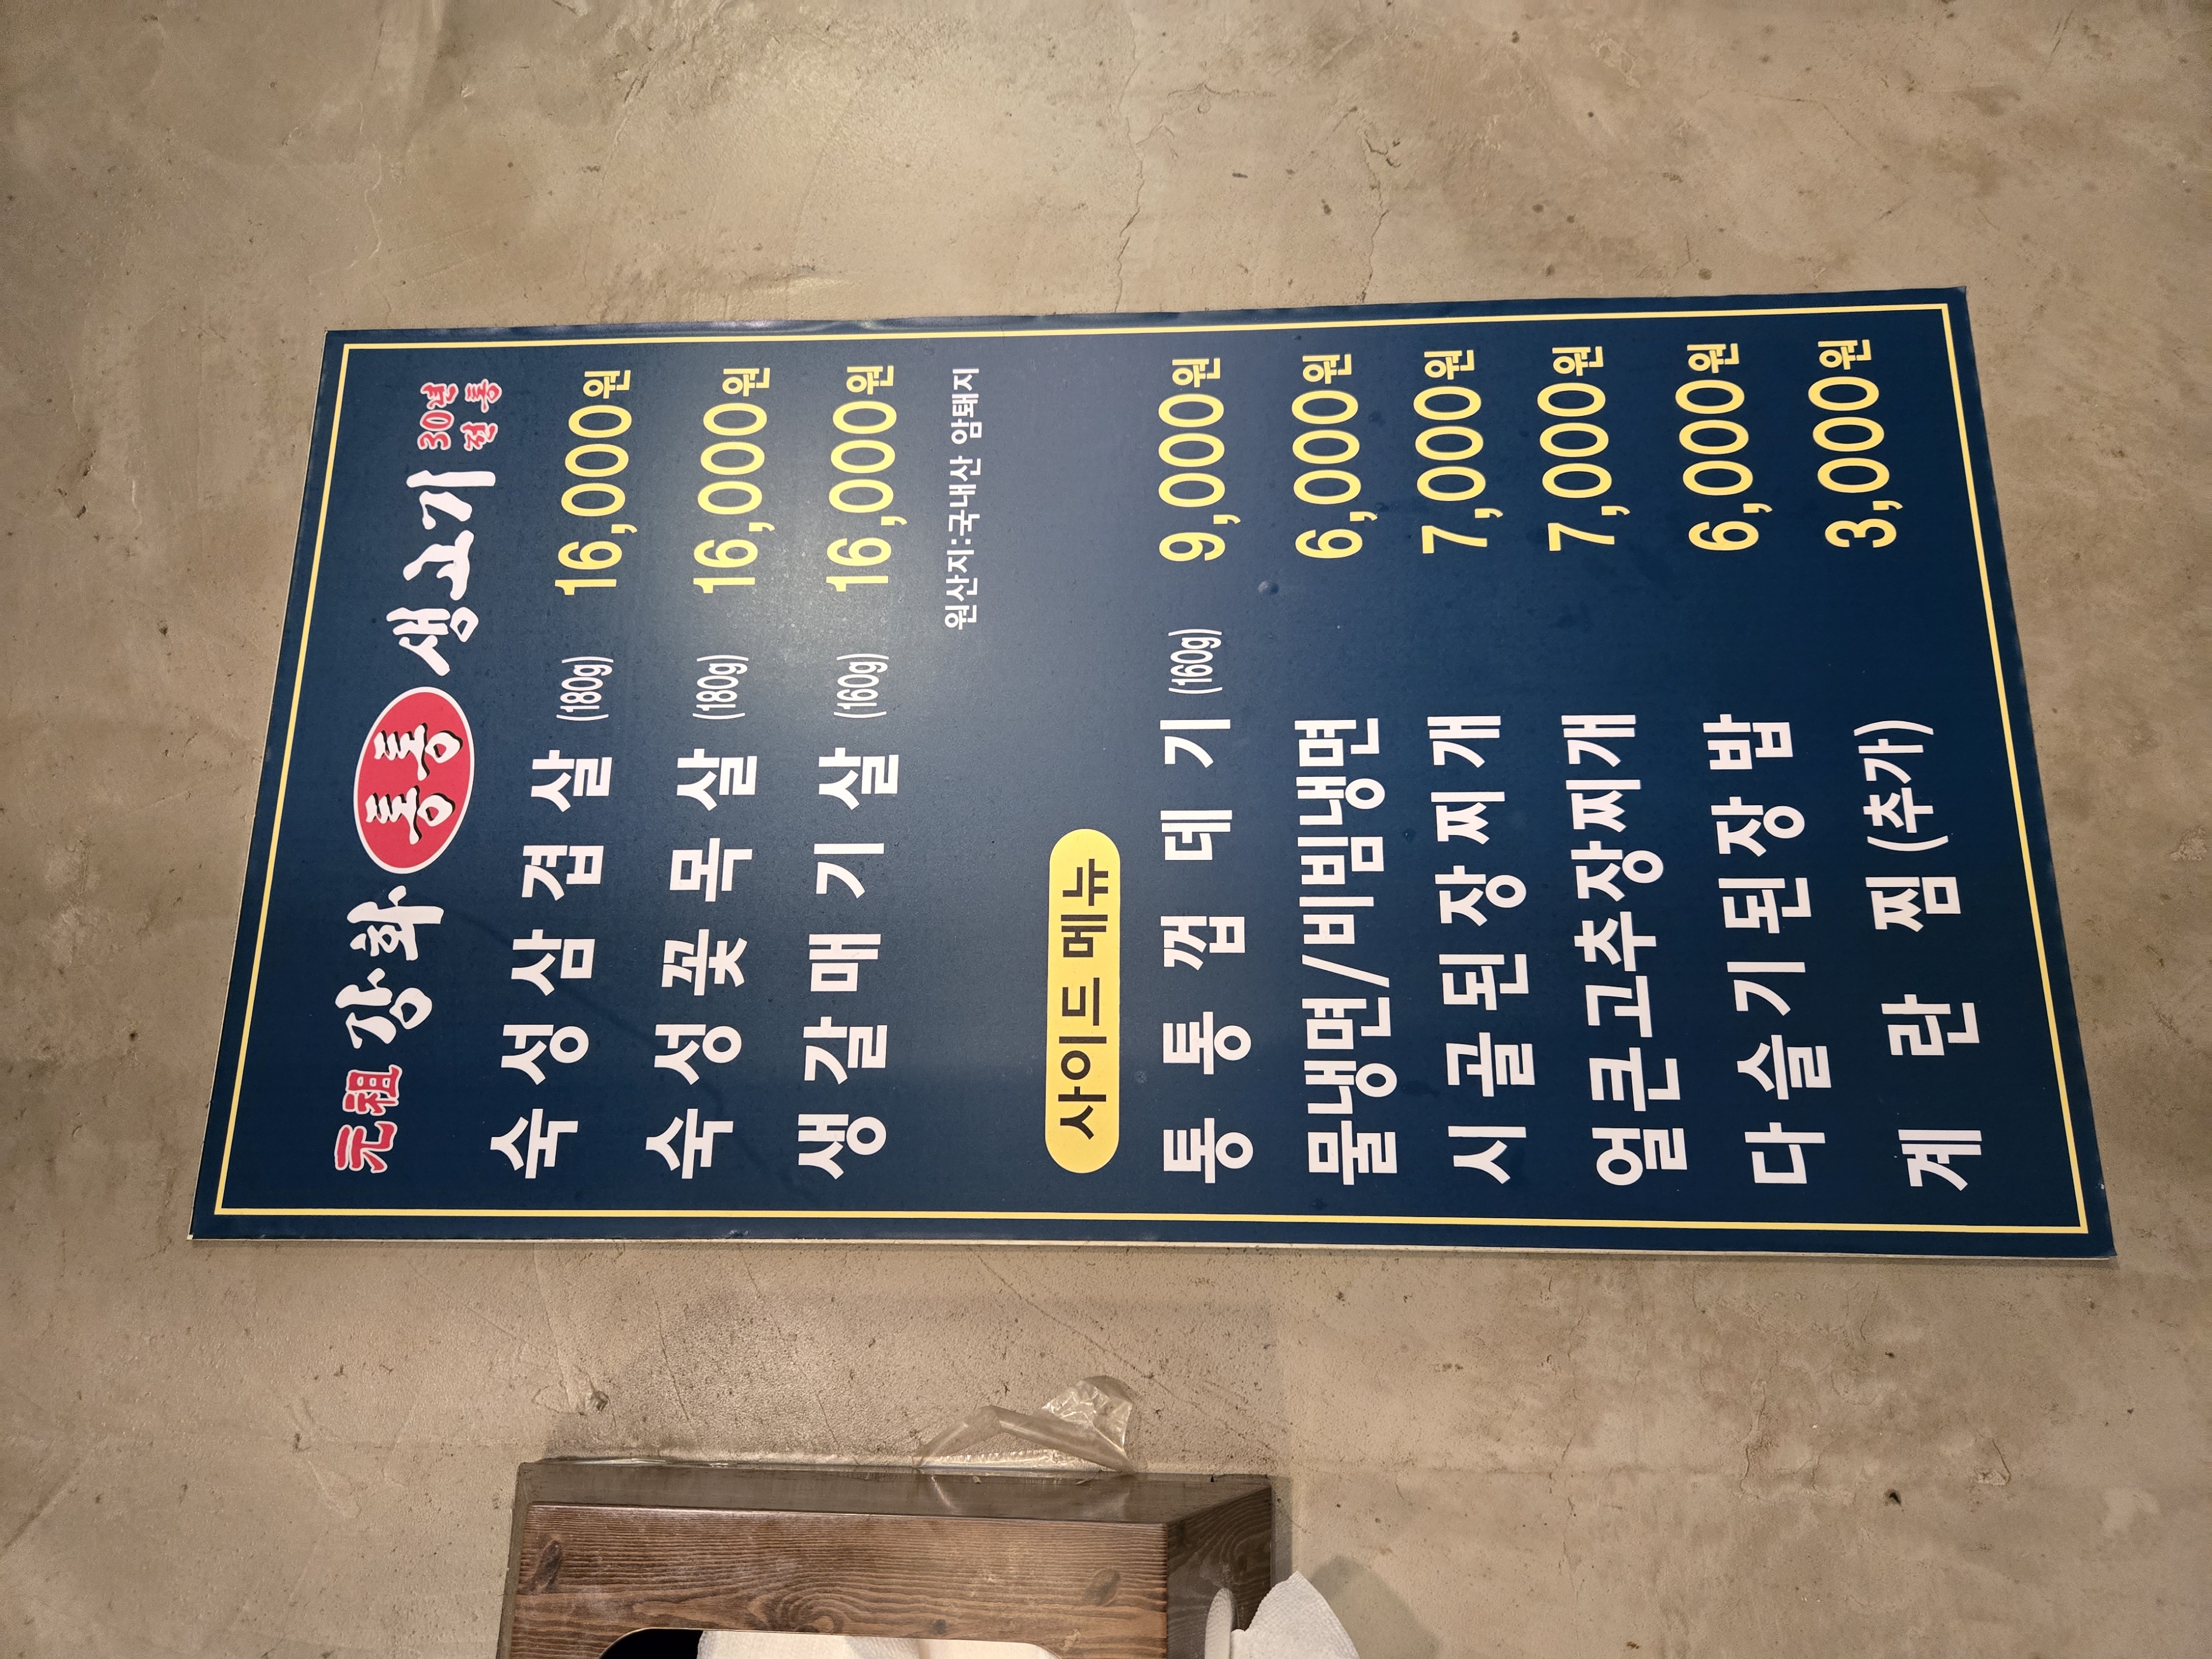 元祖 강화 통통 생고기 30년 전통
숙성삼겹살 (180g) 16,000원
숙성꽃목살 (180g) 16,000원
생갈매기살 (160g) 16,000원
원산지:국내산 암퇘지
사이드 메뉴
통통껍데기 (160g) 9,000원
물냉면/비빔냉면 6,000원
시골된장찌개 7,000원
얼큰고추장찌개 7,000원
다슬기된장밥 6,000원
계란찜(추가) 3,000원